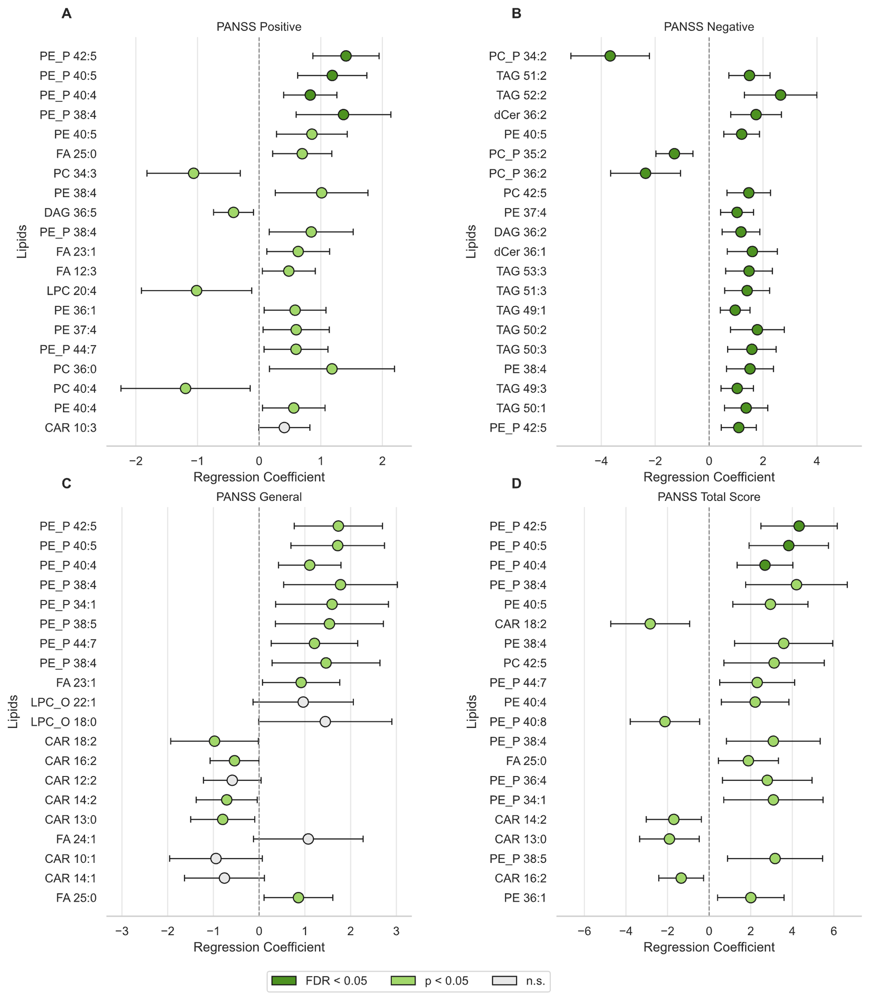 A
PANSS Positive
PE_P 42:5
PE_P 40:5
PE_P 40:4
PE_P 38:4
PE 40:5
FA 25:0
PC 34:3
PE 38:4
DAG 36:5
PE_P 38:4
FA 23:1
FA 12:3
LPC 20:4
PE 36:1
PE 37:4
PE_P 44:7
PC 36:0
PC 40:4
PE 40:4
CAR 10:3
Lipids
−2 −1 0 1 2
Regression Coefficient
B
PANSS Negative
PC_P 34:2
TAG 51:2
TAG 52:2
dCer 36:2
PE 40:5
PC_P 35:2
PC_P 36:2
PC 42:5
PE 37:4
DAG 36:2
dCer 36:1
TAG 53:3
TAG 51:3
TAG 49:1
TAG 50:2
TAG 50:3
PE 38:4
TAG 49:3
TAG 50:1
PE_P 42:5
Lipids
−4 −2 0 2 4
Regression Coefficient
C
PANSS General
PE_P 42:5
PE_P 40:5
PE_P 40:4
PE_P 38:4
PE_P 34:1
PE_P 38:5
PE_P 44:7
PE_P 38:4
FA 23:1
LPC_O 22:1
LPC_O 18:0
CAR 18:2
CAR 16:2
CAR 12:2
CAR 14:2
CAR 13:0
FA 24:1
CAR 10:1
CAR 14:1
FA 25:0
Lipids
−3 −2 −1 0 1 2 3
Regression Coefficient
D
PANSS Total Score
PE_P 42:5
PE_P 40:5
PE_P 40:4
PE_P 38:4
PE 40:5
CAR 18:2
PE 38:4
PC 42:5
PE_P 44:7
PE 40:4
PE_P 40:8
PE_P 38:4
FA 25:0
PE_P 36:4
PE_P 34:1
CAR 14:2
CAR 13:0
PE_P 38:5
CAR 16:2
PE 36:1
Lipids
−6 −4 −2 0 2 4 6
Regression Coefficient
FDR < 0.05 p < 0.05 n.s.